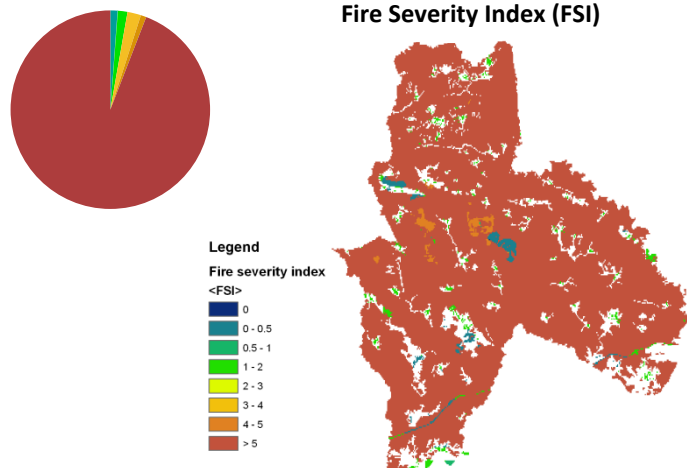 Fire Severity Index (FSI)
Legend
Fire severity index
<FSI>
0
0 - 0.5
0.5 - 1
1 - 2
2 - 3
3 - 4
4 - 5
> 5